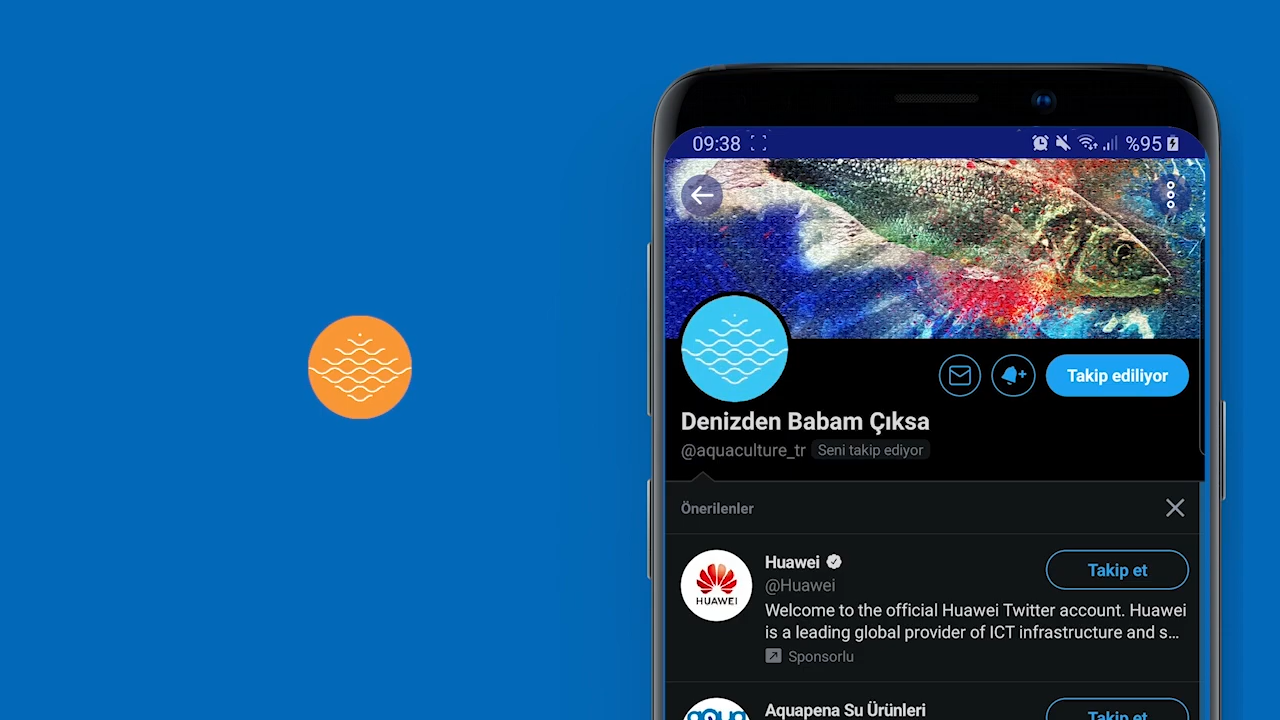 09:38
%95
Takip ediliyor
Denizden Babam Çıksa
@aquaculture_tr Seni takip ediyor
Önerilenler
Huawei
@Huawei
Takip et
Welcome to the official Huawei Twitter account. Huawei
is a leading global provider of ICT infrastructure and s...
Sponsorlu
HUAWEI
Aquapena Su Ürünleri
Takip et